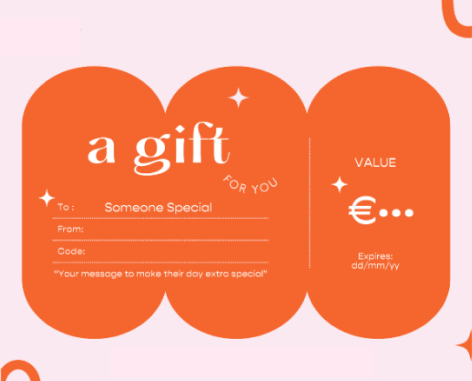 a gift
FOR YOU
To : Someone Special
From:
Code:
"Your message to make their day extra special"
VALUE
€•••
Expires:
dd/mm/yy